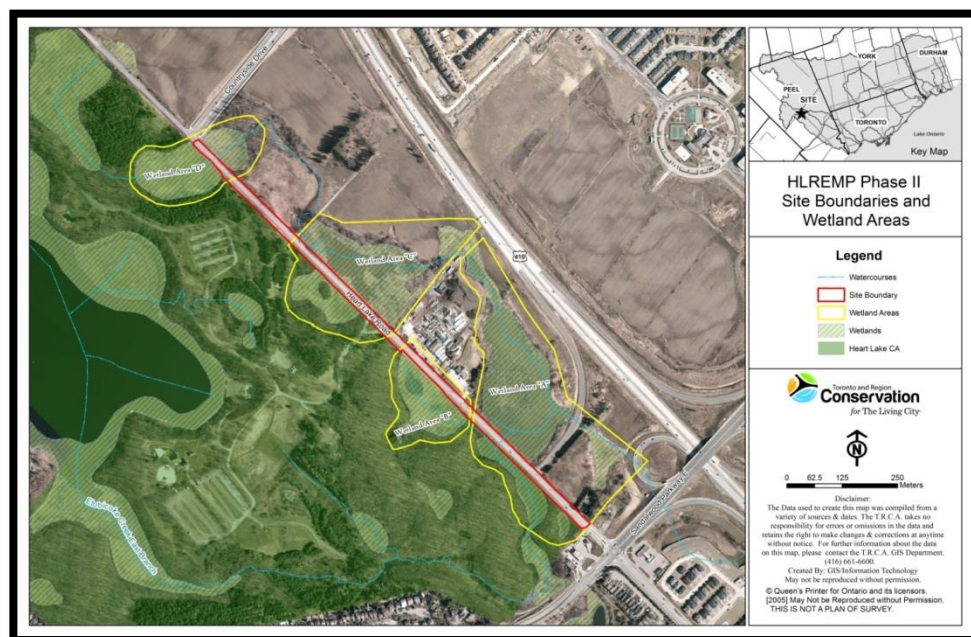 Countryside Drive
Wetland Area "D"
Wetland Area "C"
410
Heart Lake Road
Wetland Area "A"
Wetland Area "B"
Sandalwood Parkway E
Etobicoke Creek East Branch
YORK
DURHAM
PEEL
SITE
TORONTO
Lake Ontario
Key Map
HLREMP Phase II
Site Boundaries and
Wetland Areas
Legend
Watercourses
Site Boundary
Wetland Areas
Wetlands
Heart Lake CA
Toronto and Region
Conservation
for The Living City
N
0 62.5 125 250
Meters
Disclaimer:
The Data used to create this map was compiled from a
variety of sources & dates. The T.R.C.A. takes no
responsibility for errors or omissions in the data and
retains the right to make changes & corrections at anytime
without notice. For further information about the data
on this map, please contact the T.R.C.A. GIS Department.
(416) 661-6600.
Created By: GIS/Information Technology
May not be reproduced without permission.
© Queen's Printer for Ontario and its licensors.
[2005] May Not be Reproduced without Permission.
THIS IS NOT A PLAN OF SURVEY.